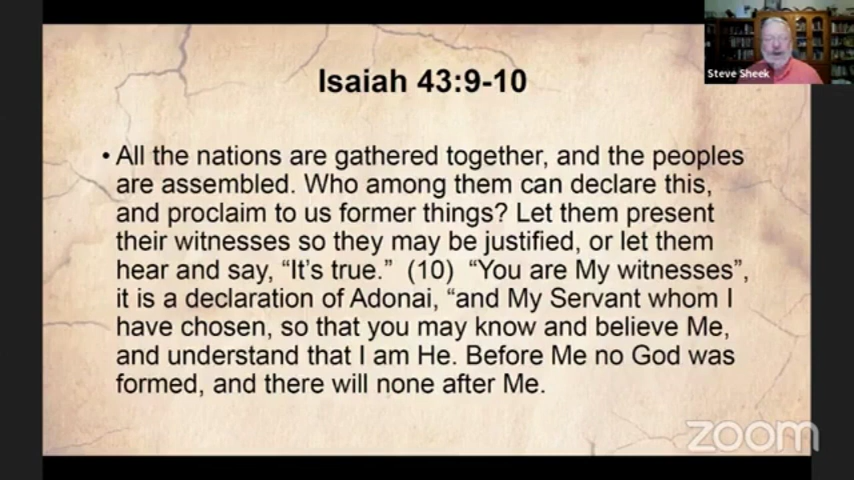 Isaiah 43:9-10
Steve Sheek
• All the nations are gathered together, and the peoples
are assembled. Who among them can declare this,
and proclaim to us former things? Let them present
their witnesses so they may be justified, or let them
hear and say, “It’s true.” (10) “You are My witnesses”,
it is a declaration of Adonai, “and My Servant whom I
have chosen, so that you may know and believe Me,
and understand that I am He. Before Me no God was
formed, and there will none after Me.
zoom